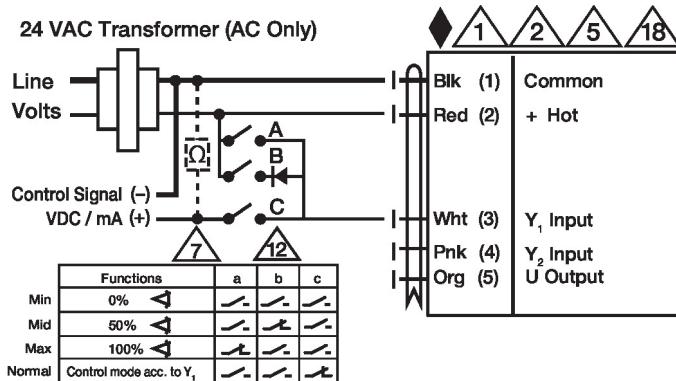 24 VAC Transformer (AC Only)
1 2 5 18
Line
Volts
Blk (1) Common
Red (2) + Hot
A
Ω
B
Control Signal (−)
VDC / mA (+)
C
Wht (3) Y₁ Input
7 12
Pnk (4) Y₂ Input
Org (5) U Output
Functions a b c
Min 0%
Mid 50%
Max 100%
Normal Control mode acc. to Y₁